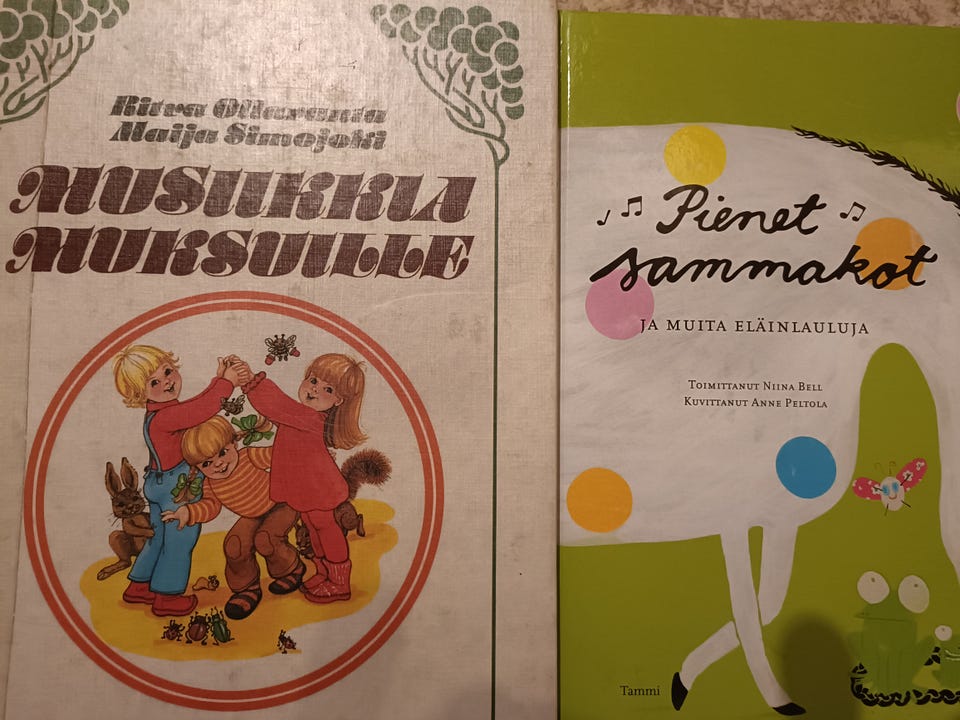 Ritva Ollaranta
Maija Simojoki
MUSIIKKIA
MUKSUILLE
Pienet
sammakot
JA MUITA ELÄINLAULUJA
TOIMITTANUT NIINA BELL
KUVITTANUT ANNE PELTOLA
Tammi